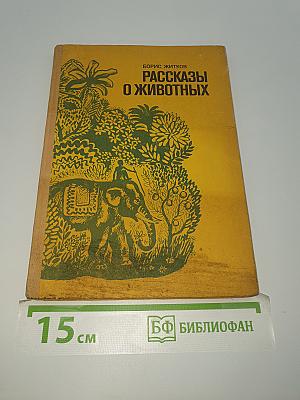 БОРИС ЖИТКОВ
РАССКАЗЫ
О ЖИВОТНЫХ
15 см
БФ БИБЛИОФАН